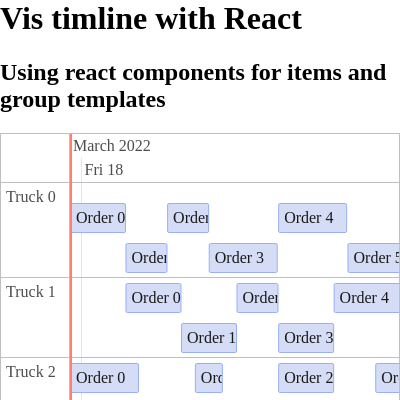 Vis timline with React
Using react components for items and
group templates
March 2022
Fri 18
Truck 0
Order 0
Order 4
Order 3
Order
Truck 1
Order 0
Order 4
Order 1
Order 3
Truck 2
Order 0
Order 2